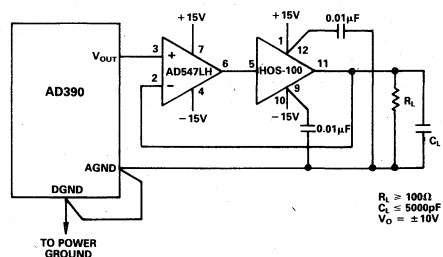 +15V
+15V
0.01μF
1
12
VOUT
3
+
7
AD390
AD547LH
6
5
HOS-100
11
2
−
4
9
10
−15V
−15V
RL
0.01μF
CL
AGND
DGND
RL ≥ 100Ω
CL ≤ 5000pF
VO = ±10V
TO POWER
GROUND